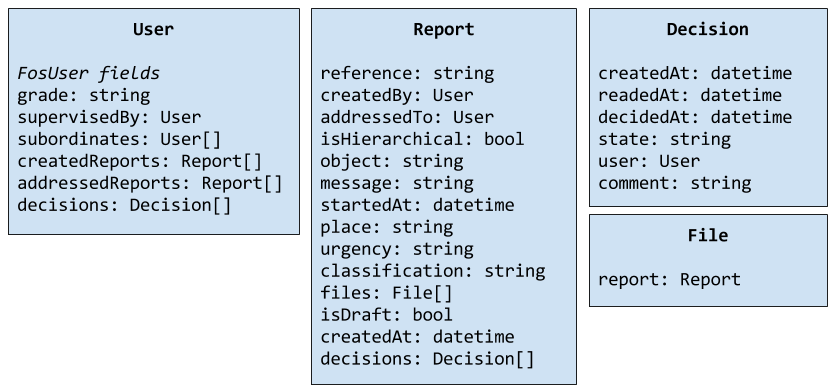 User
FosUser fields
grade: string
supervisedBy: User
subordinates: User[]
createdReports: Report[]
addressedReports: Report[]
decisions: Decision[]
Report
reference: string
createdBy: User
addressedTo: User
isHierarchical: bool
object: string
message: string
startedAt: datetime
place: string
urgency: string
classification: string
files: File[]
isDraft: bool
createdAt: datetime
decisions: Decision[]
Decision
createdAt: datetime
readedAt: datetime
decidedAt: datetime
state: string
user: User
comment: string
File
report: Report